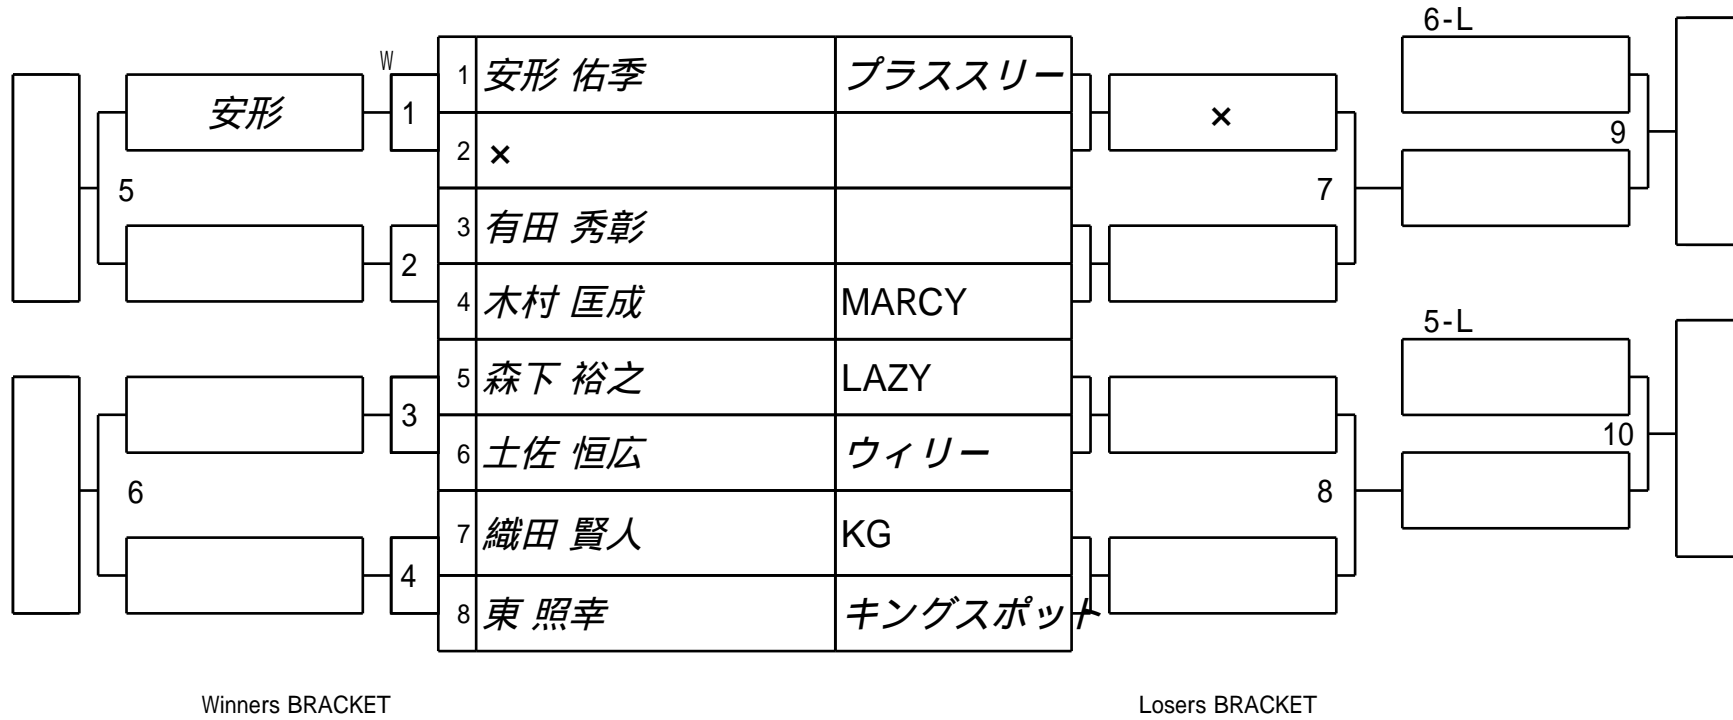 6-L
W
1 安形 佑季 プラススリー
安形 1 ×
2 × 9
5 7
3 有田 秀彰
2
4 木村 匡成 MARCY
5-L
5 森下 裕之 LAZY
3
10
6 土佐 恒広 ウィリー
6 8
7 織田 賢人 KG
4
8 東 照幸 キングスポット
Winners BRACKET Losers BRACKET